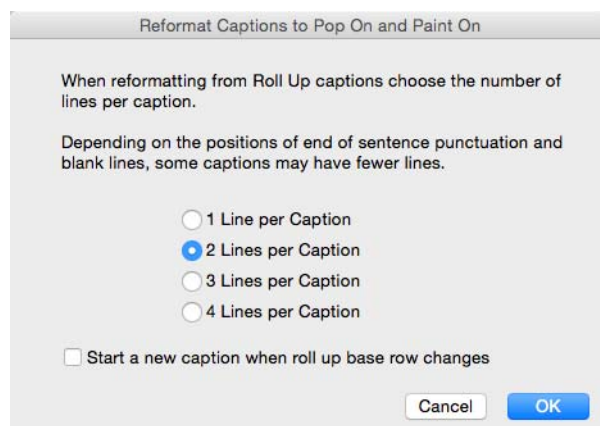 Reformat Captions to Pop On and Paint On
When reformatting from Roll Up captions choose the number of
lines per caption.
Depending on the positions of end of sentence punctuation and
blank lines, some captions may have fewer lines.
1 Line per Caption
2 Lines per Caption
3 Lines per Caption
4 Lines per Caption
Start a new caption when roll up base row changes
Cancel OK